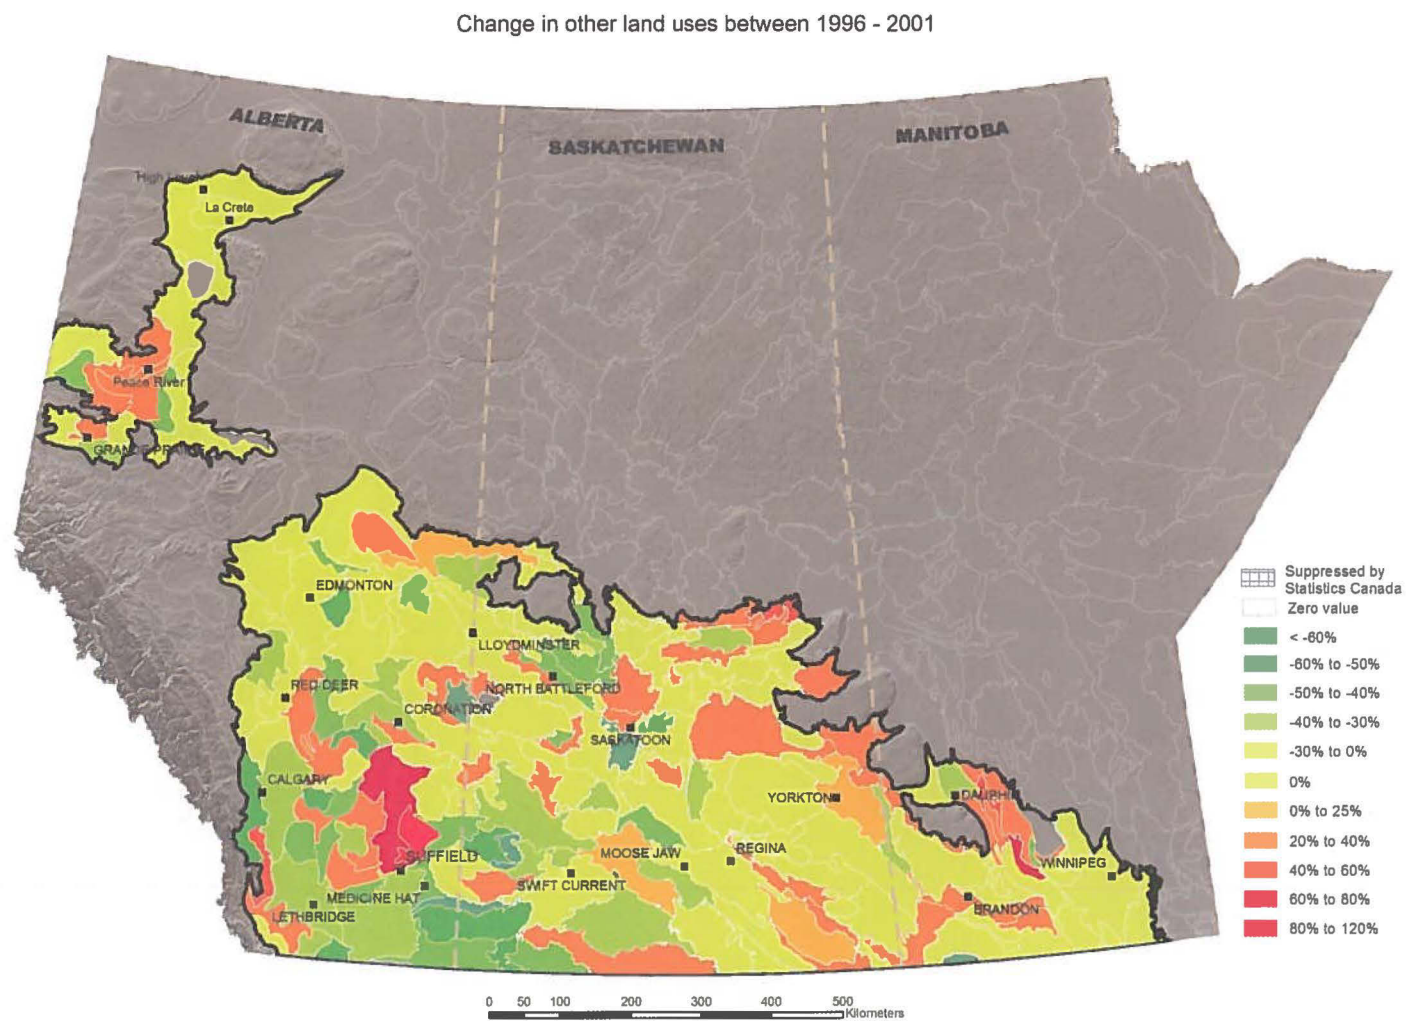 Change in other land uses between 1996 - 2001
ALBERTA
SASKATCHEWAN
MANITOBA
High Level
La Crete
Peace River
GRANDE PRAIRIE
EDMONTON
LLOYDMINSTER
RED DEER
NORTH BATTLEFORD
CORONATION
SASKATOON
CALGARY
YORKTON
DAUPHIN
SUFFIELD
MOOSE JAW
REGINA
WINNIPEG
SWIFT CURRENT
MEDICINE HAT
LETHBRIDGE
BRANDON
Suppressed by
Statistics Canada
Zero value
< -60%
-60% to -50%
-50% to -40%
-40% to -30%
-30% to 0%
0%
0% to 25%
20% to 40%
40% to 60%
60% to 80%
80% to 120%
0 50 100 200 300 400 500
Kilometers